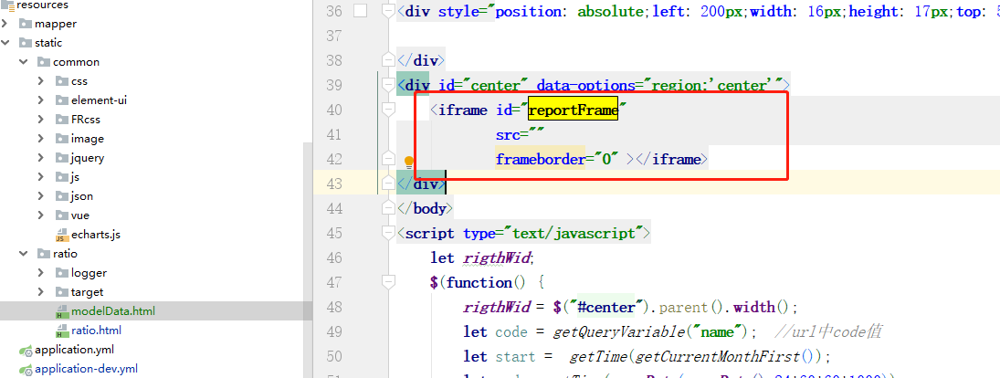 resources
mapper
static
common
css
element-ui
FRcss
image
jquery
js
json
vue
echarts.js
ratio
logger
target
modelData.html
ratio.html
application.yml
application-dev.yml
36 <div style="position: absolute;left: 200px;width: 16px;height: 17px;top: 5
37
38 </div>
39 <div id="center" data-options="region:'center'">
40 <iframe id="reportFrame"
41 src=""
42 frameborder="0" ></iframe>
43 </div>
44 </body>
45 <script type="text/javascript">
46 let rigthWid;
47 $(function() {
48 rigthWid = $("#center").parent().width();
49 let code = getQueryVariable("name"); //url中code值
50 let start = getTime(getCurrentMonthFirst());